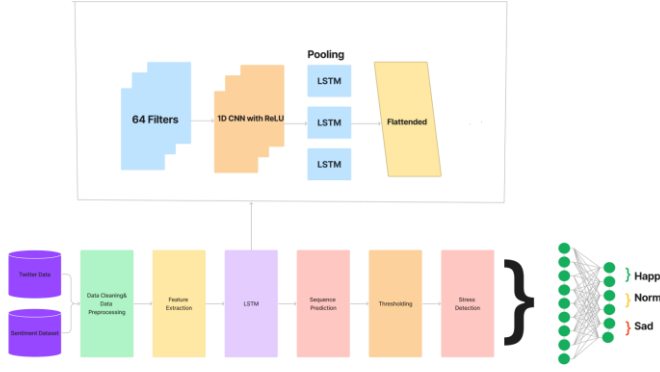 Pooling
64 Filters
1D CNN with ReLU
LSTM
LSTM
LSTM
Flattended
Twitter Data
Sentiment Dataset
Data Cleaning&
Data
Preprocessing
Feature
Extraction
LSTM
Sequence
Prediction
Thresholding
Stress
Detection
}
} Happ
} Norm
} Sad